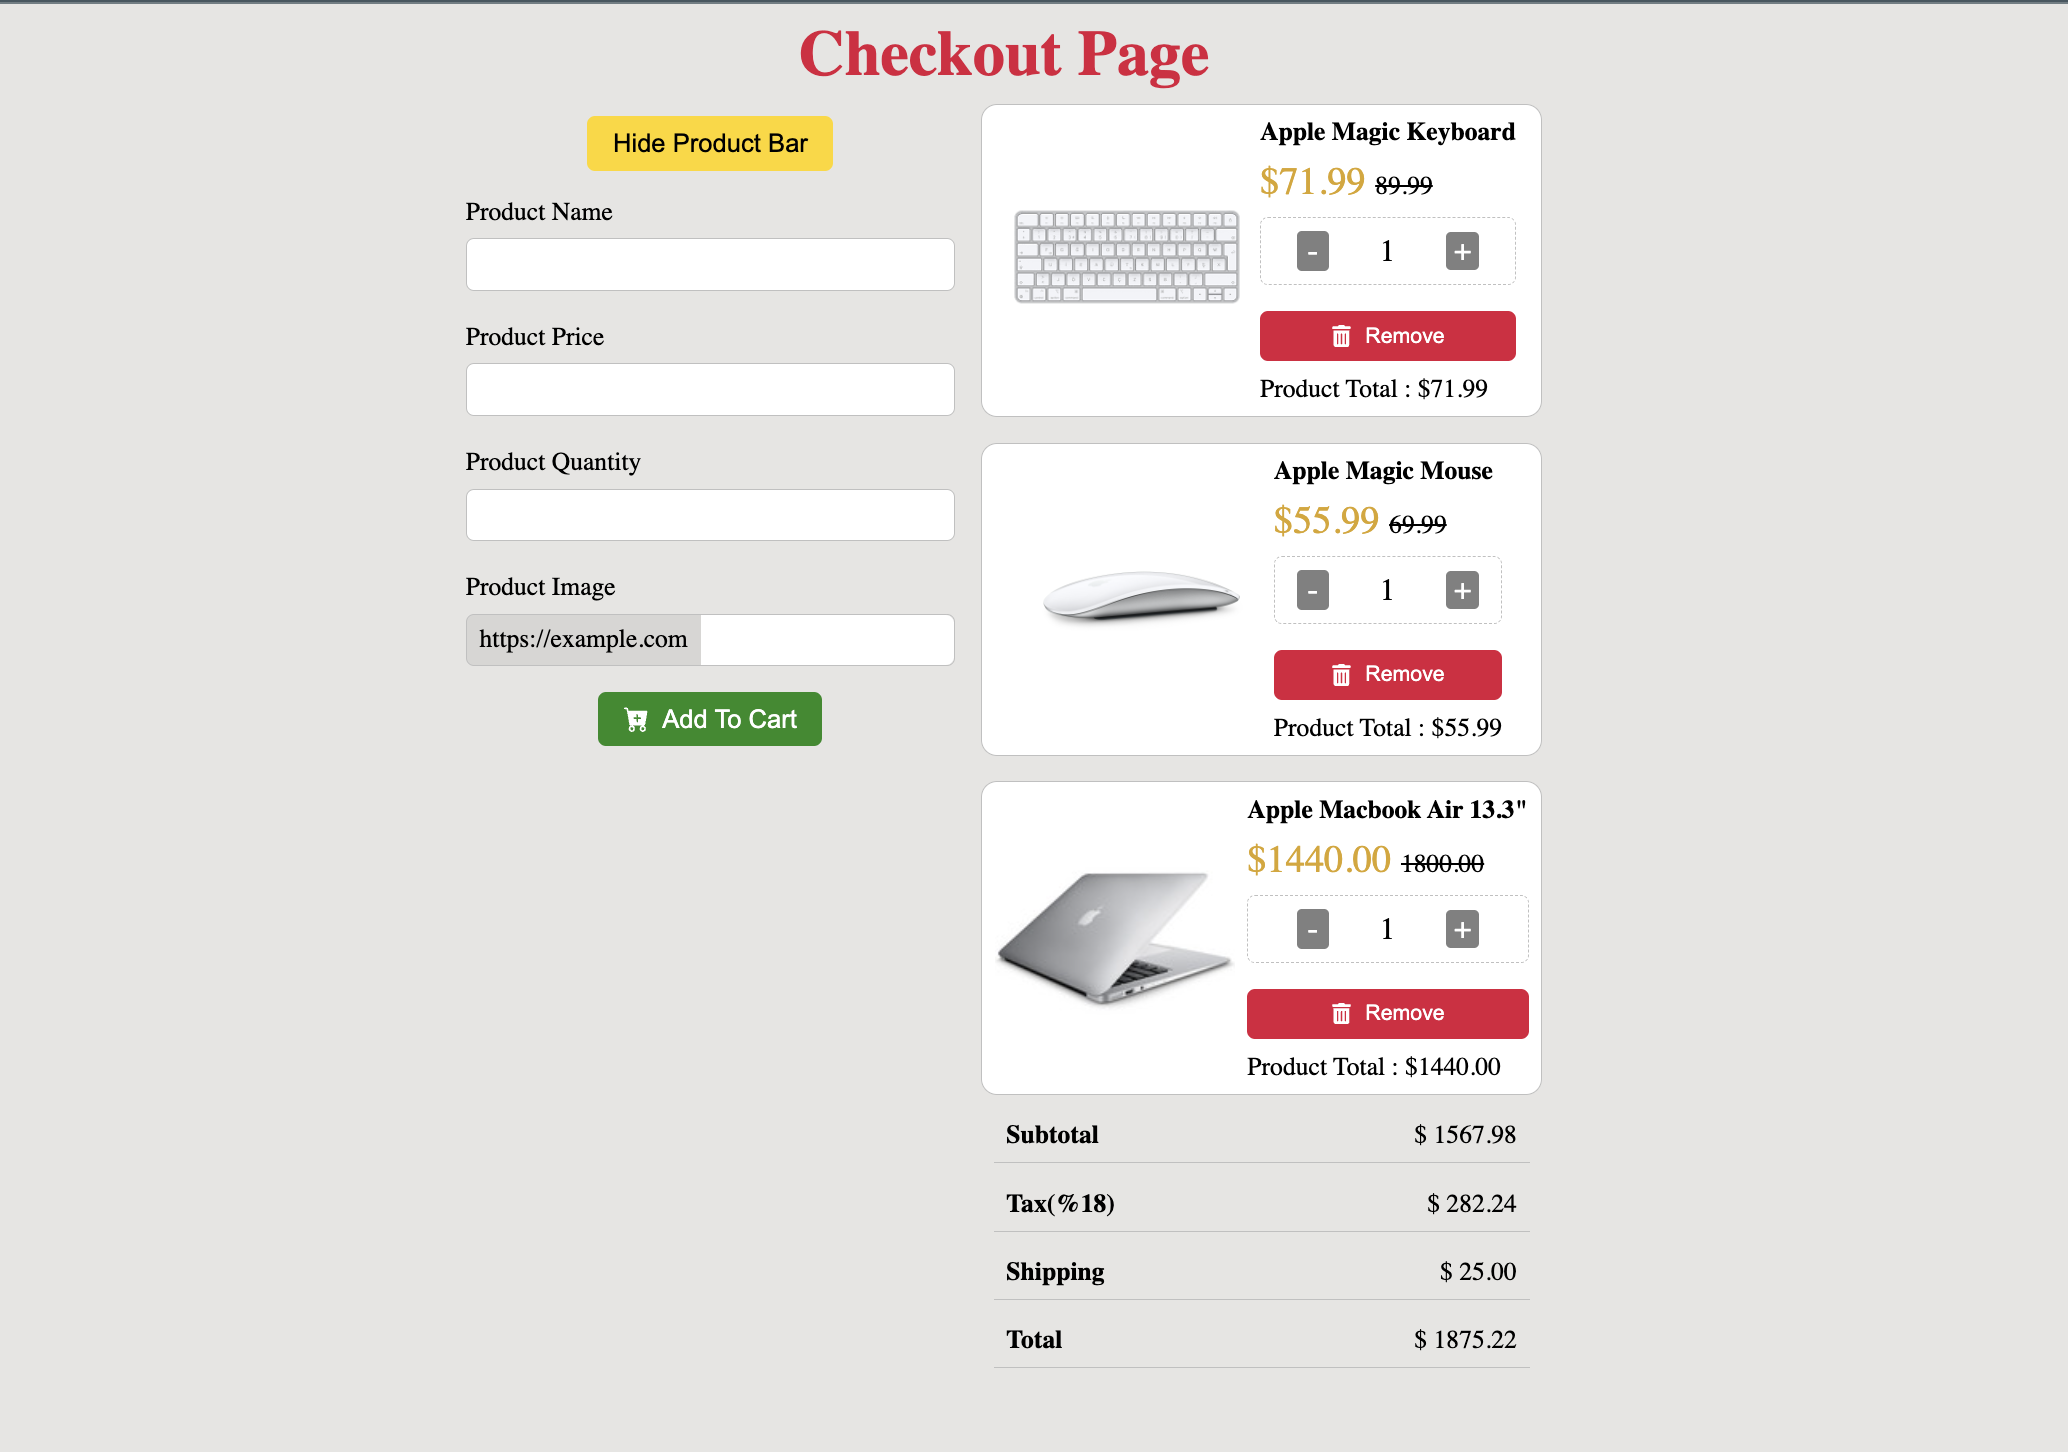 Checkout Page
Hide Product Bar
Product Name
Product Price
Product Quantity
Product Image
https://example.com
Add To Cart
Apple Magic Keyboard
$71.99 89.99
- 1 +
Remove
Product Total : $71.99
Apple Magic Mouse
$55.99 69.99
- 1 +
Remove
Product Total : $55.99
Apple Macbook Air 13.3"
$1440.00 1800.00
- 1 +
Remove
Product Total : $1440.00
Subtotal $ 1567.98
Tax(%18) $ 282.24
Shipping $ 25.00
Total $ 1875.22